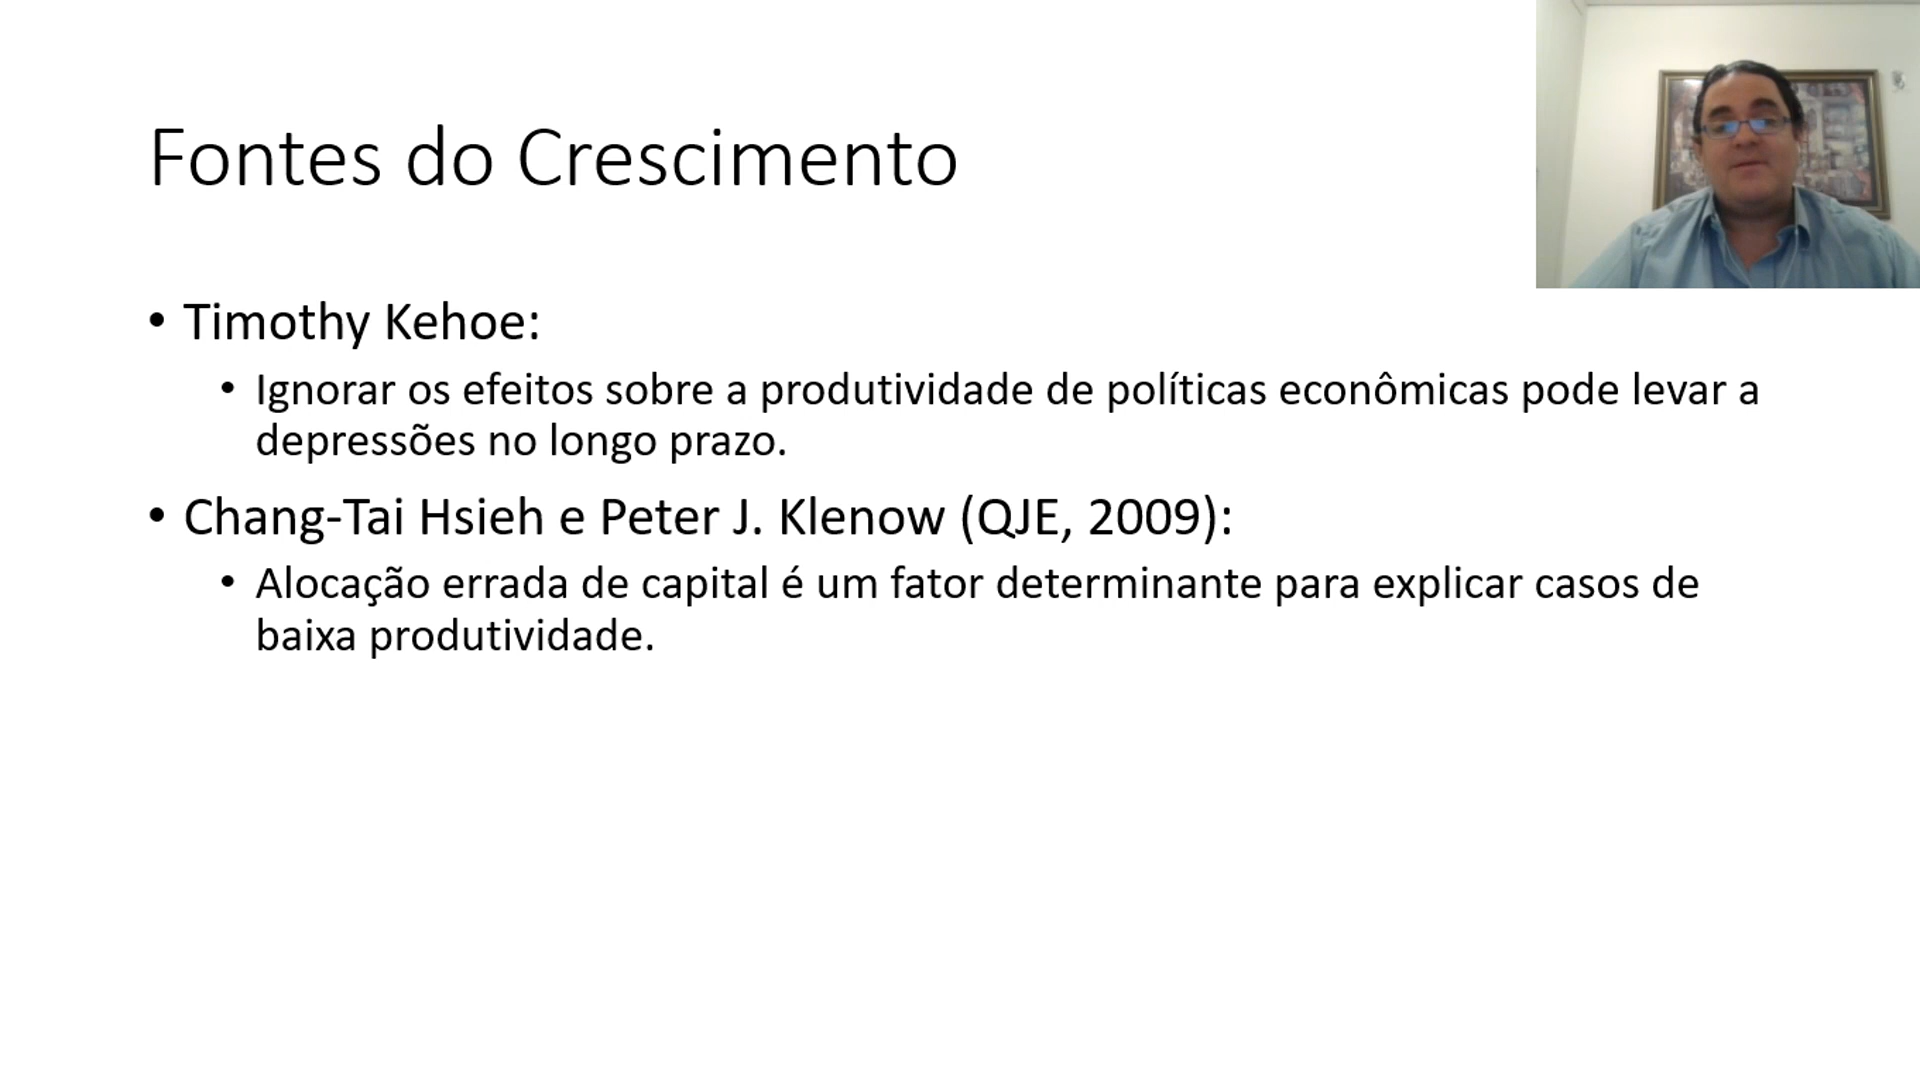 Fontes do Crescimento
• Timothy Kehoe:
• Ignorar os efeitos sobre a produtividade de políticas econômicas pode levar a
depressões no longo prazo.
• Chang-Tai Hsieh e Peter J. Klenow (QJE, 2009):
• Alocação errada de capital é um fator determinante para explicar casos de
baixa produtividade.